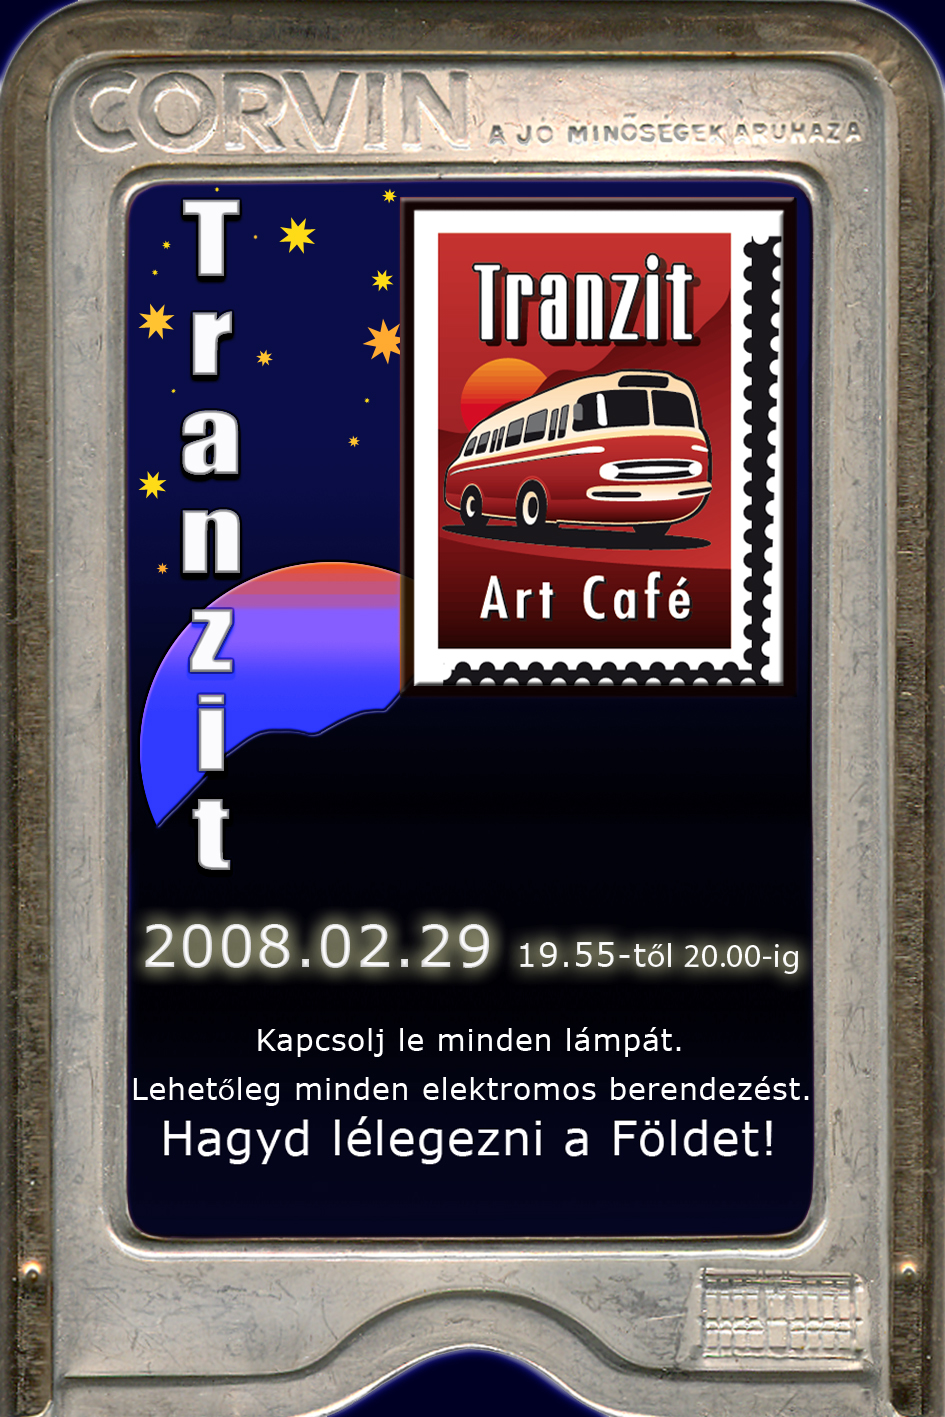 CORVIN A JÓ MINŐSÉGEK ÁRUHÁZA
Tranzit
Tranzit
Art Café
2008.02.29 19.55-től 20.00-ig
Kapcsolj le minden lámpát.
Lehetőleg minden elektromos berendezést.
Hagyd lélegezni a Földet!